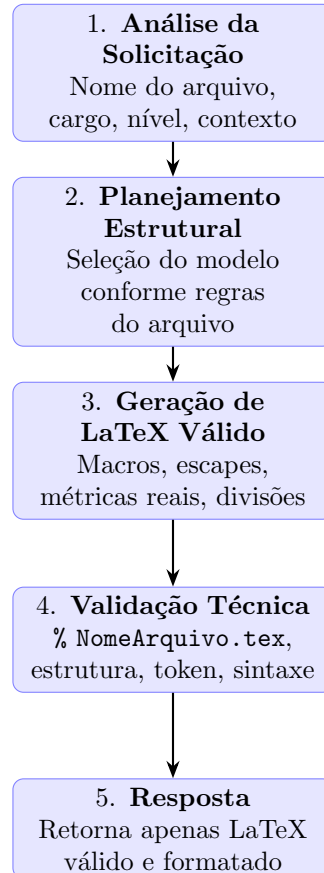 1. Análise da
Solicitação
Nome do arquivo,
cargo, nível, contexto
2. Planejamento
Estrutural
Seleção do modelo
conforme regras
do arquivo
3. Geração de
LaTeX Válido
Macros, escapes,
métricas reais, divisões
4. Validação Técnica
% NomeArquivo.tex,
estrutura, token, sintaxe
5. Resposta
Retorna apenas LaTeX
válido e formatado